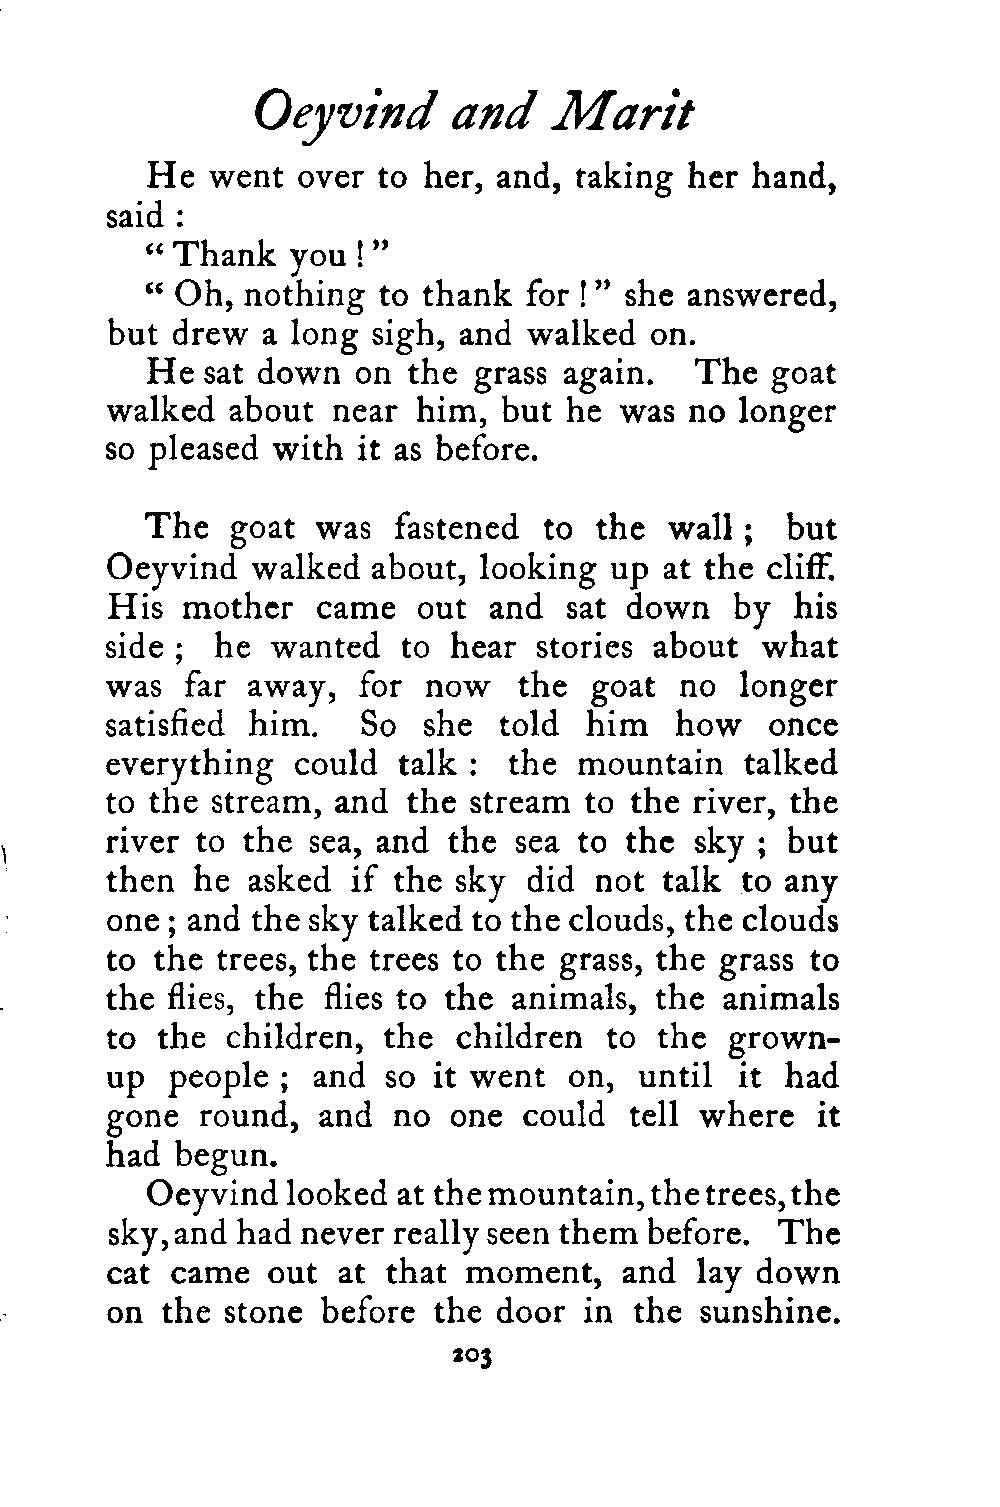 Oeyvind and Marit
He went over to her, and, taking her hand,
said :
“ Thank you ! ”
“ Oh, nothing to thank for ! ” she answered,
but drew a long sigh, and walked on.
He sat down on the grass again. The goat
walked about near him, but he was no longer
so pleased with it as before.
The goat was fastened to the wall ; but
Oeyvind walked about, looking up at the cliff.
His mother came out and sat down by his
side ; he wanted to hear stories about what
was far away, for now the goat no longer
satisfied him. So she told him how once
everything could talk : the mountain talked
to the stream, and the stream to the river, the
river to the sea, and the sea to the sky ; but
then he asked if the sky did not talk to any
one ; and the sky talked to the clouds, the clouds
to the trees, the trees to the grass, the grass to
the flies, the flies to the animals, the animals
to the children, the children to the grown-
up people ; and so it went on, until it had
gone round, and no one could tell where it
had begun.
Oeyvind looked at the mountain, the trees, the
sky, and had never really seen them before. The
cat came out at that moment, and lay down
on the stone before the door in the sunshine.
203